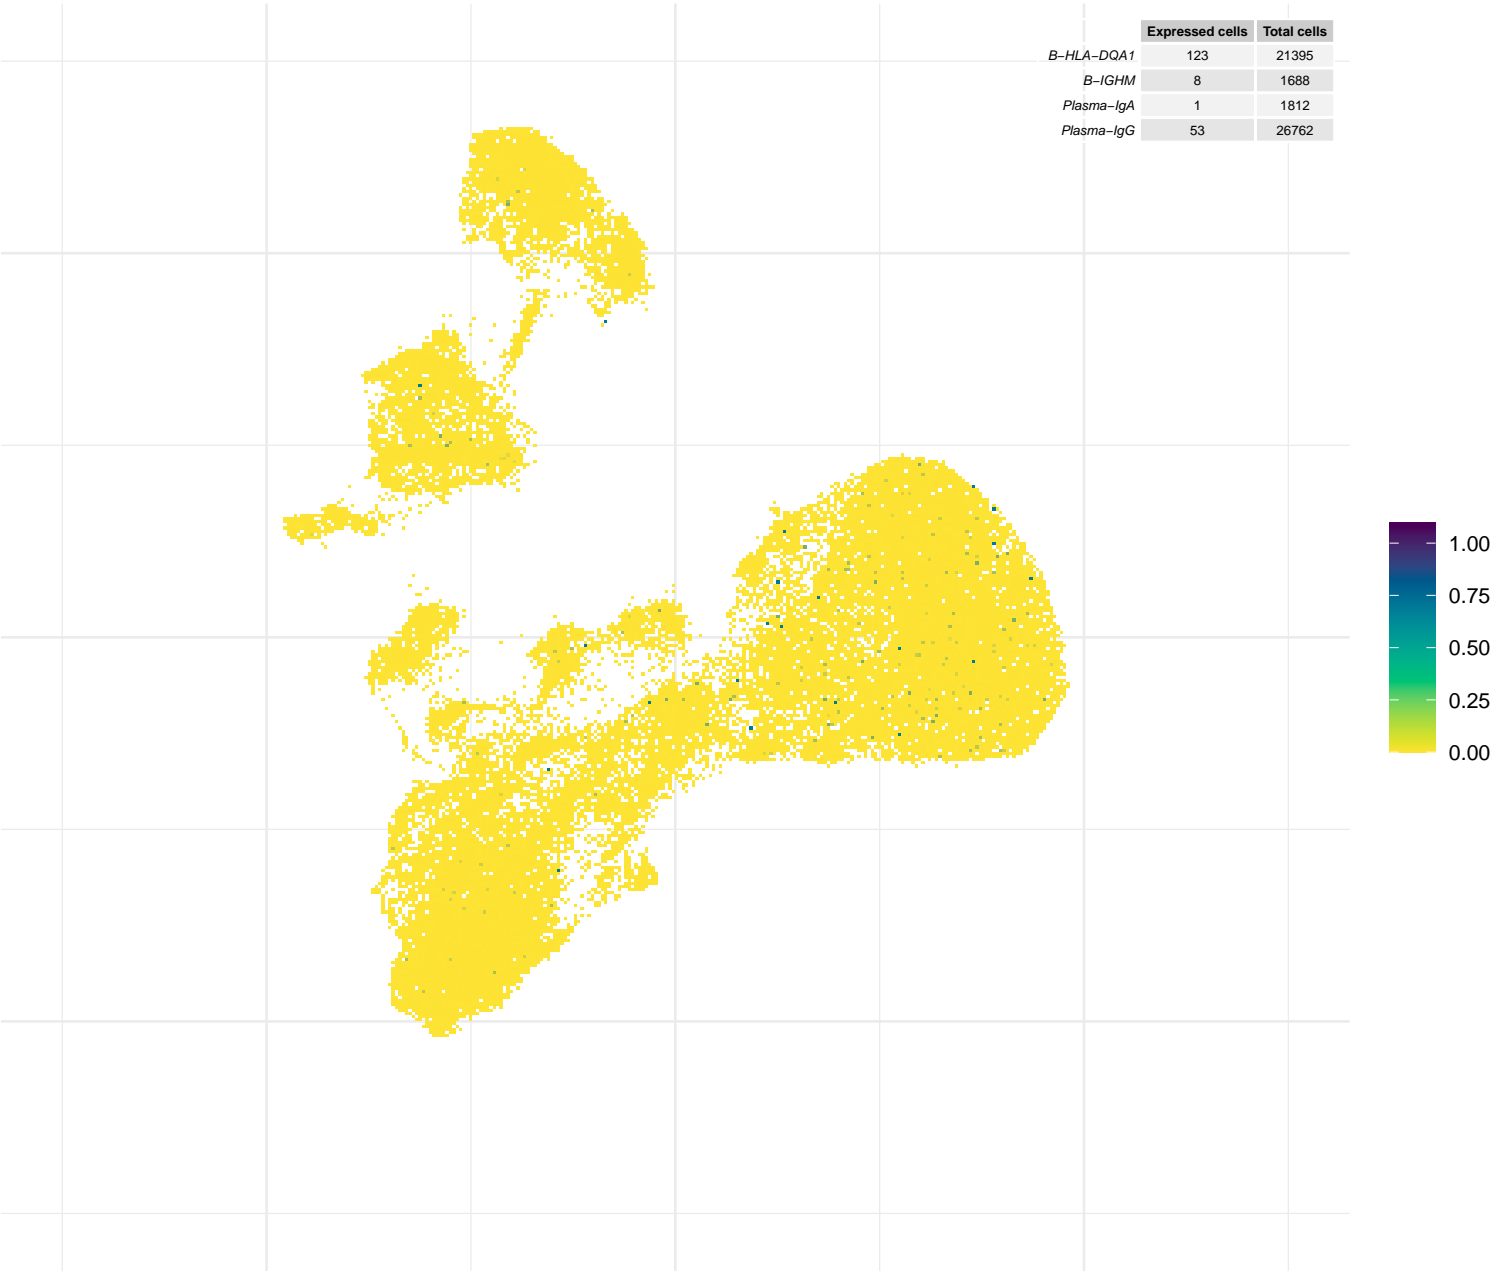 Expressed cells Total cells
B−HLA−DQA1 123 21395
B−IGHM 8 1688
Plasma−IgA 1 1812
Plasma−IgG 53 26762
1.00
0.75
0.50
0.25
0.00